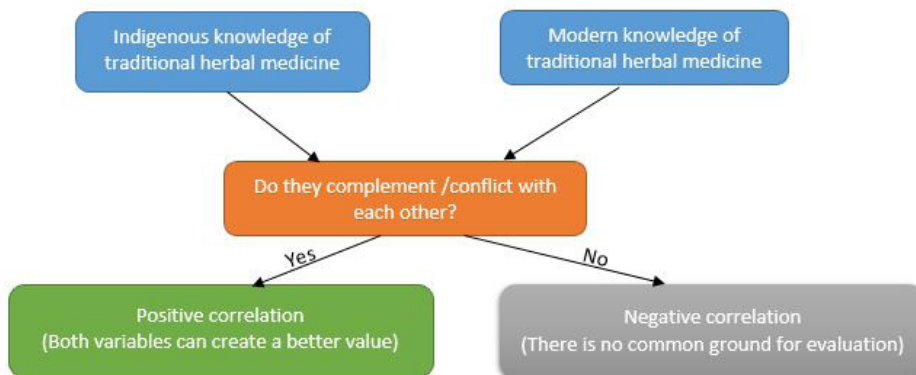 Indigenous knowledge of
traditional herbal medicine
Modern knowledge of
traditional herbal medicine
Do they complement /conflict with
each other?
Yes
No
Positive correlation
(Both variables can create a better value)
Negative correlation
(There is no common ground for evaluation)